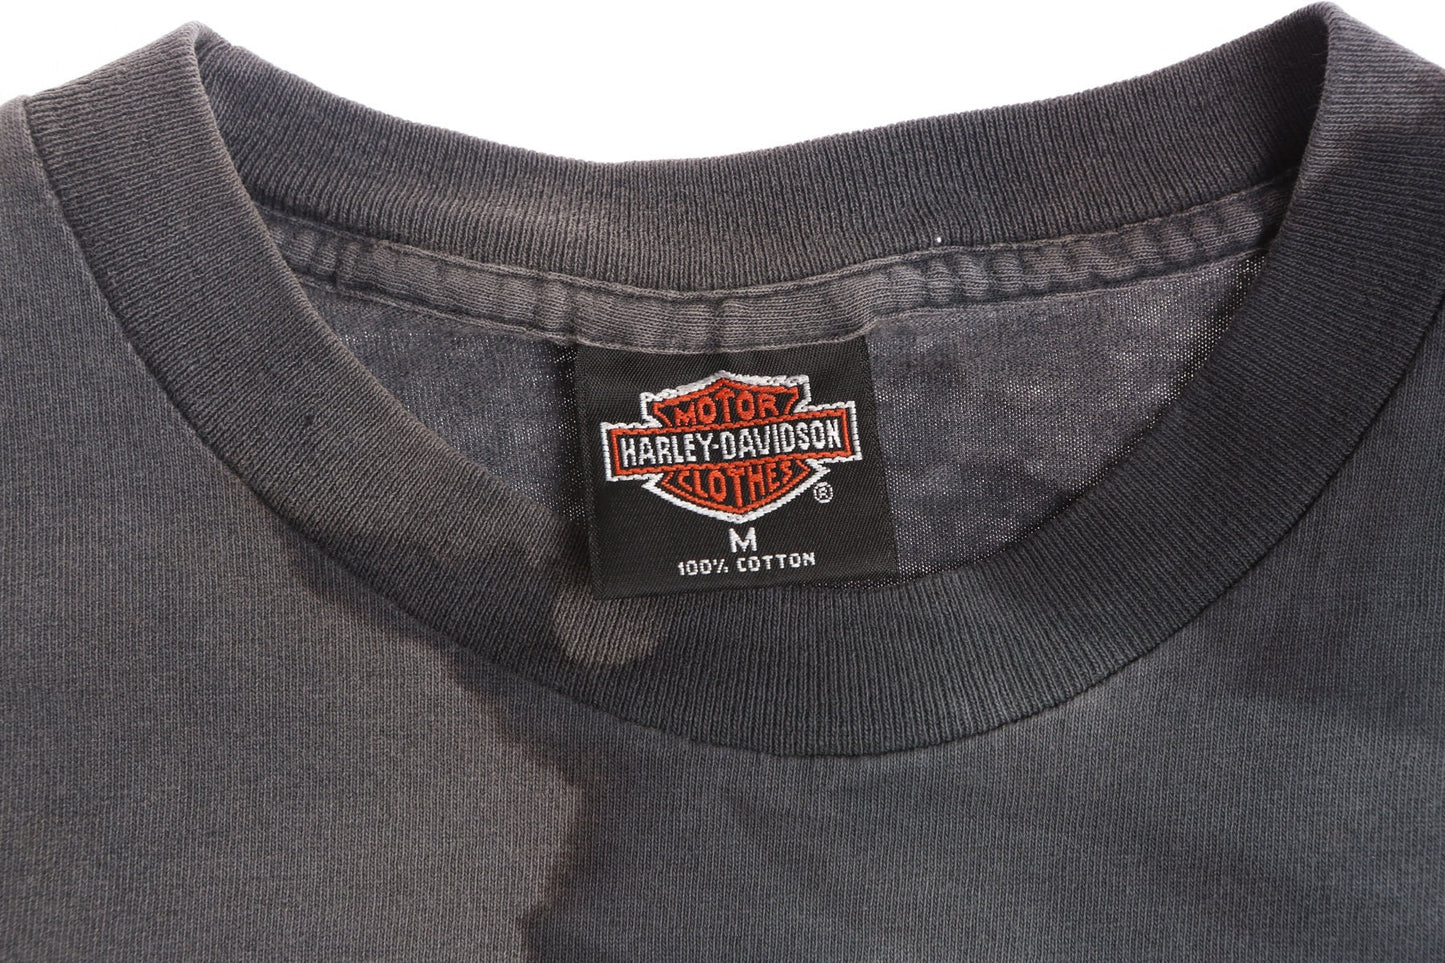 MOTOR
HARLEY-DAVIDSON
CLOTHES
®
M
100% COTTON